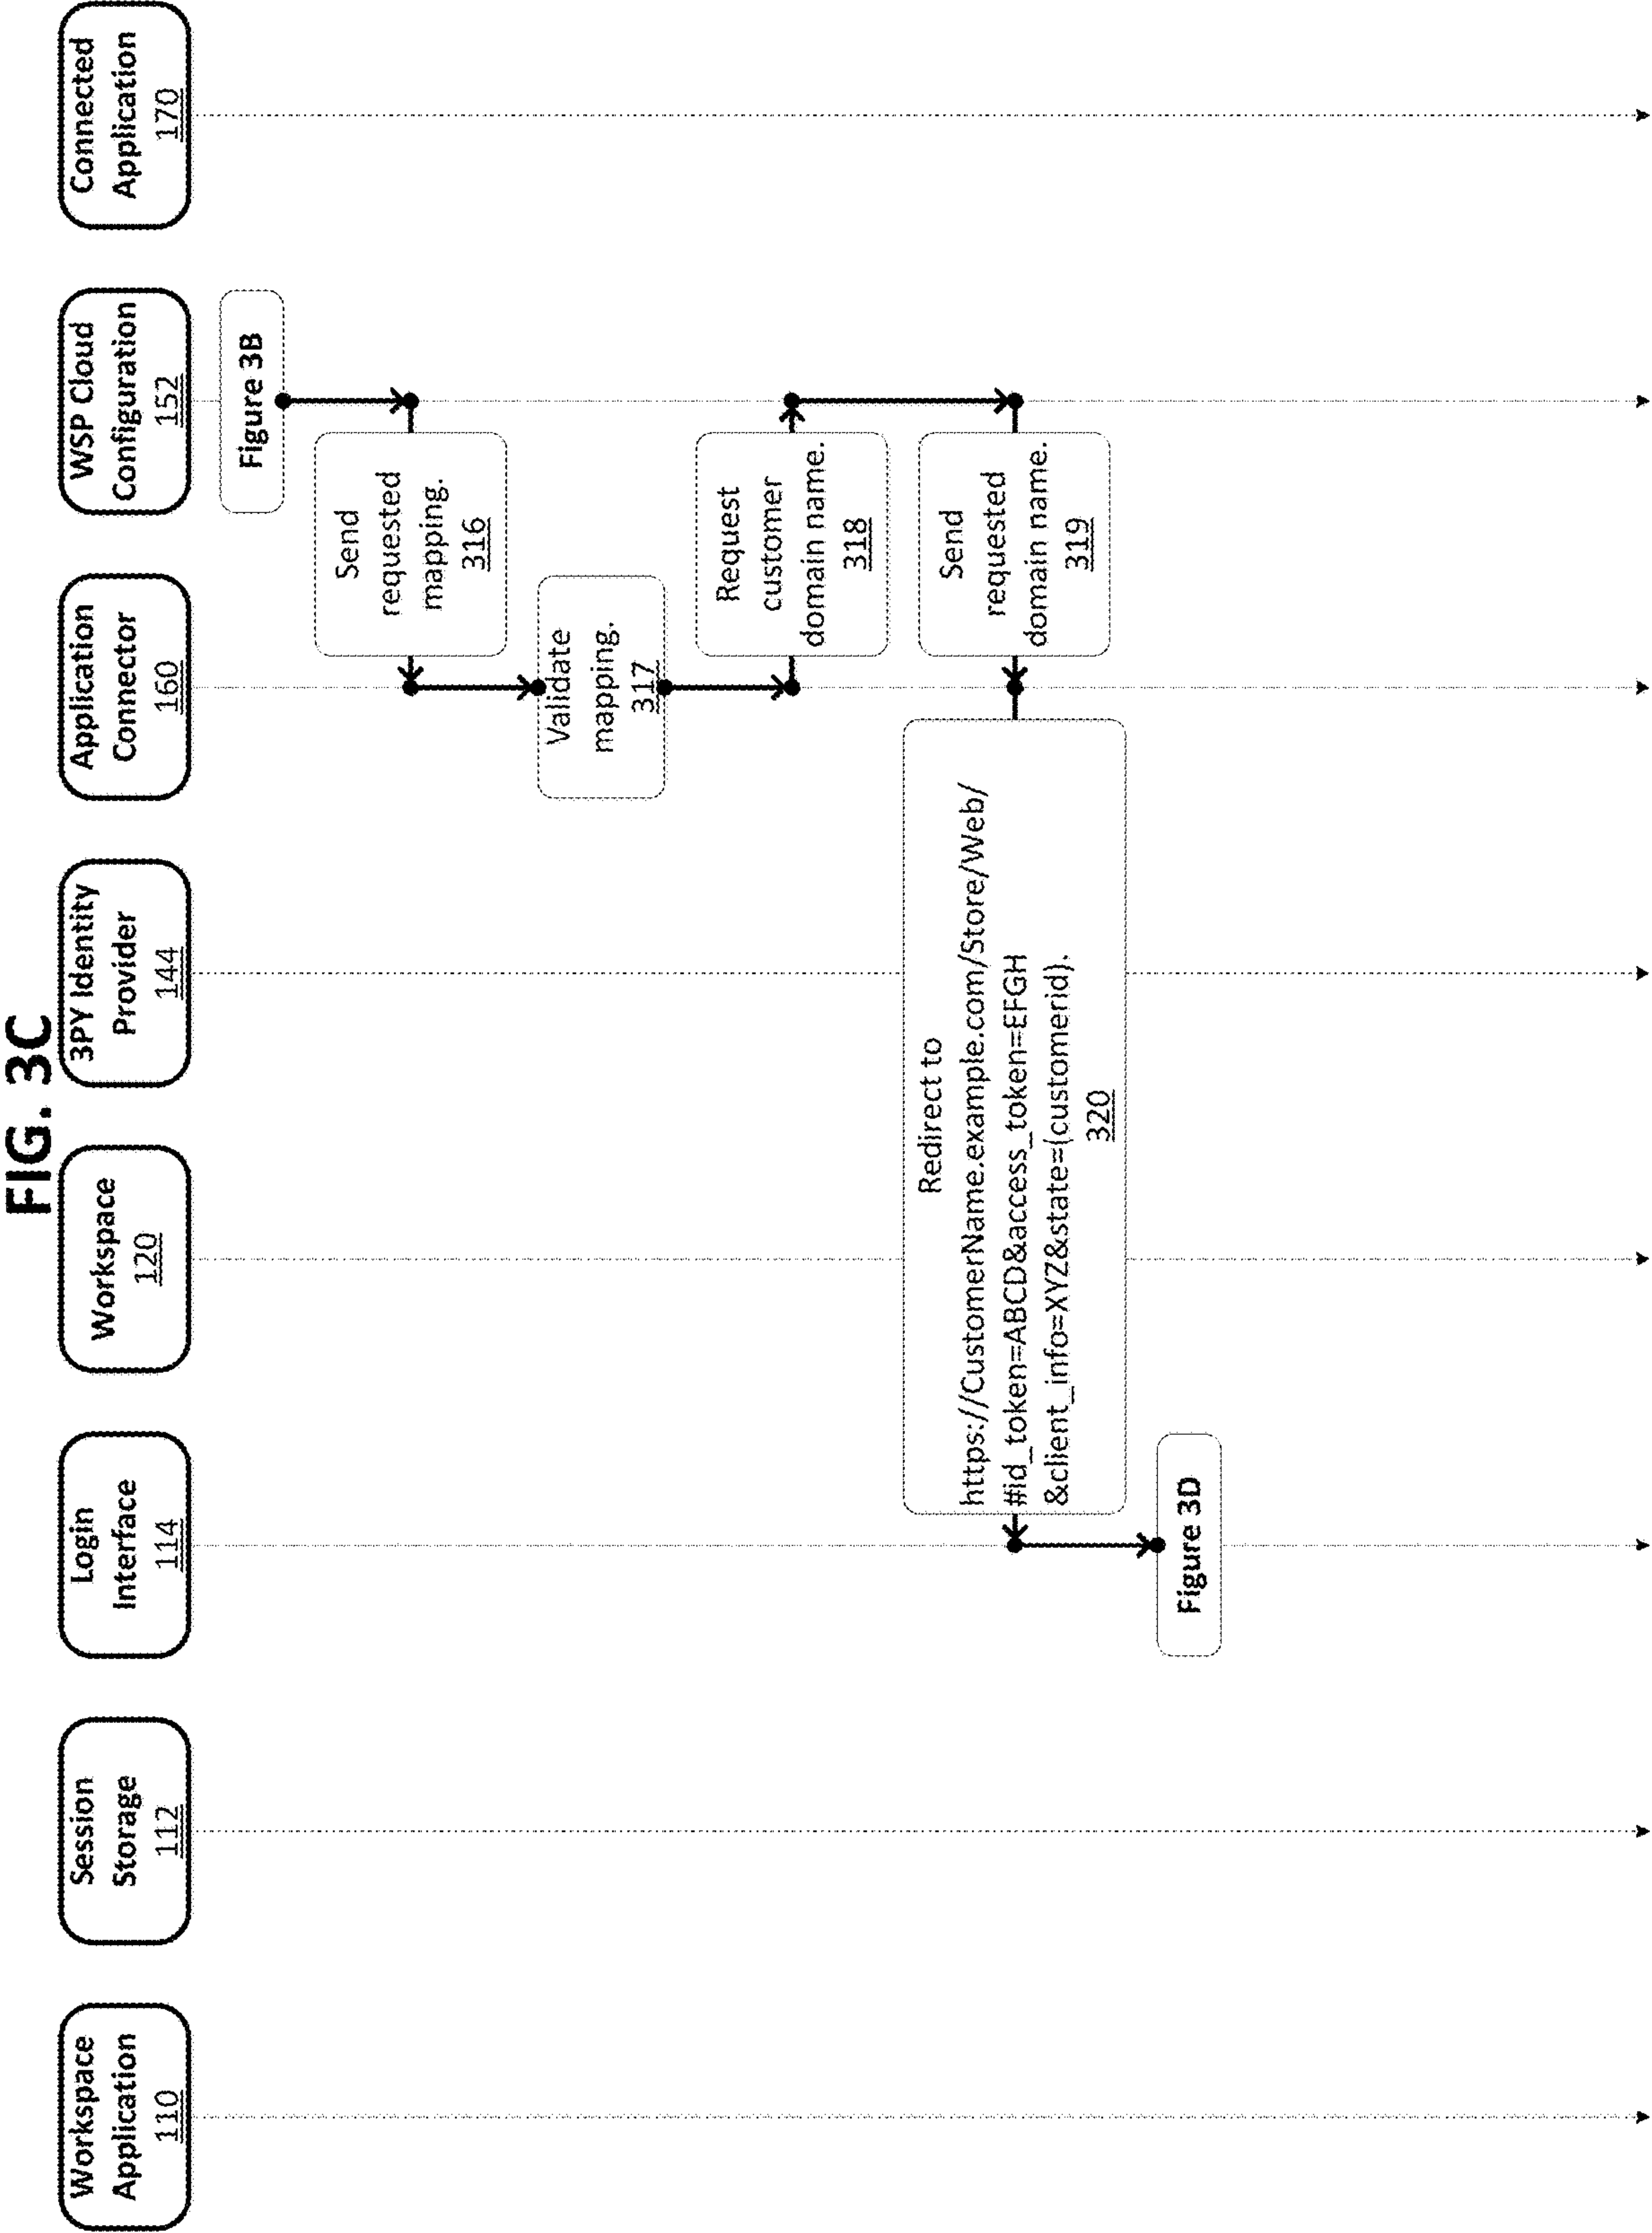 FIG. 3C
Workspace
Application
110
Session
Storage
112
Login
Interface
114
Workspace
120
3PY Identity
Provider
144
Application
Connector
160
WSP Cloud
Configuration
152
Connected
Application
170
Figure 3B
Send
requested
mapping.
316
Validate
mapping.
317
Request
customer
domain name.
318
Send
requested
domain name.
319
Redirect to
https://CustomerName.example.com/Store/Web/
#id_token=ABCD&access_token=EFGH
&client_info=XYZ&state={customerid}.
320
Figure 3D